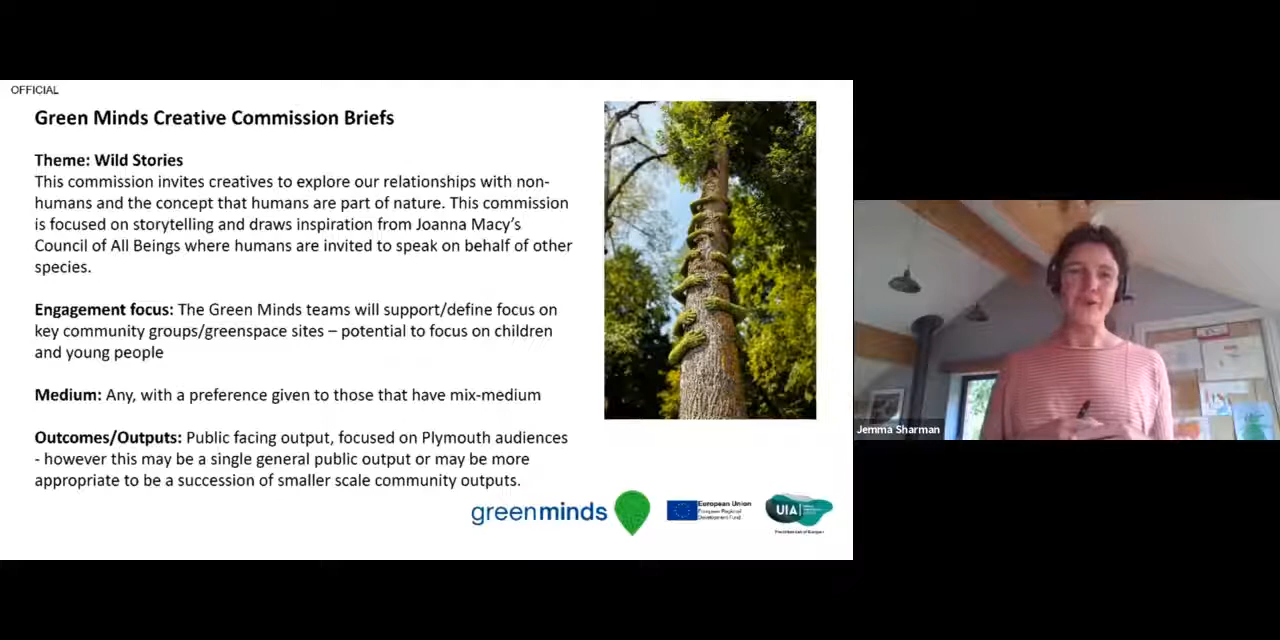 OFFICIAL
Green Minds Creative Commission Briefs
Theme: Wild Stories
This commission invites creatives to explore our relationships with non-
humans and the concept that humans are part of nature. This commission
is focused on storytelling and draws inspiration from Joanna Macy's
Council of All Beings where humans are invited to speak on behalf of other
species.
Engagement focus: The Green Minds teams will support/define focus on
key community groups/greenspace sites – potential to focus on children
and young people
Medium: Any, with a preference given to those that have mix-medium
Outcomes/Outputs: Public facing output, focused on Plymouth audiences
- however this may be a single general public output or may be more
appropriate to be a succession of smaller scale community outputs.
greenminds
European Union
European Regional
Development Fund
UIA
Jemma Sharman